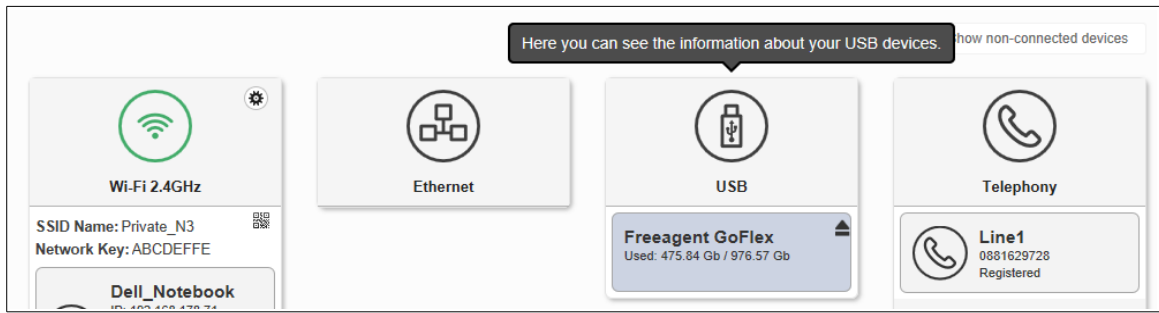 Here you can see the information about your USB devices.
how non-connected devices
Wi-Fi 2.4GHz
Ethernet
USB
Telephony
SSID Name: Private_N3
Network Key: ABCDEFFE
Freeagent GoFlex
Used: 475.84 Gb / 976.57 Gb
Line1
0881629728
Registered
Dell_Notebook